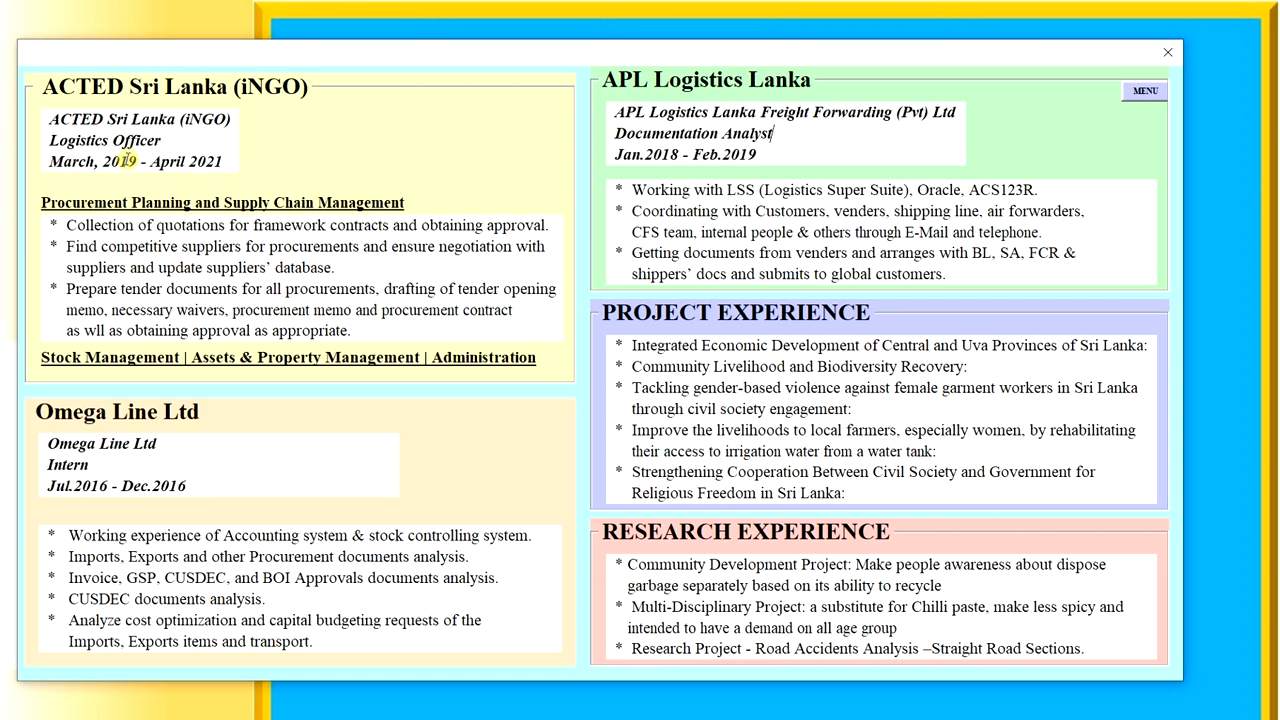 ACTED Sri Lanka (iNGO)
ACTED Sri Lanka (iNGO)
Logistics Officer
March, 2019 - April 2021
Procurement Planning and Supply Chain Management
* Collection of quotations for framework contracts and obtaining approval.
* Find competitive suppliers for procurements and ensure negotiation with
suppliers and update suppliers’ database.
* Prepare tender documents for all procurements, drafting of tender opening
memo, necessary waivers, procurement memo and procurement contract
as wll as obtaining approval as appropriate.
Stock Management | Assets & Property Management | Administration
Omega Line Ltd
Omega Line Ltd
Intern
Jul.2016 - Dec.2016
* Working experience of Accounting system & stock controlling system.
* Imports, Exports and other Procurement documents analysis.
* Invoice, GSP, CUSDEC, and BOI Approvals documents analysis.
* CUSDEC documents analysis.
* Analyze cost optimization and capital budgeting requests of the
Imports, Exports items and transport.
APL Logistics Lanka
MENU
APL Logistics Lanka Freight Forwarding (Pvt) Ltd
Documentation Analyst
Jan.2018 - Feb.2019
* Working with LSS (Logistics Super Suite), Oracle, ACS123R.
* Coordinating with Customers, venders, shipping line, air forwarders,
CFS team, internal people & others through E-Mail and telephone.
* Getting documents from venders and arranges with BL, SA, FCR &
shippers’ docs and submits to global customers.
PROJECT EXPERIENCE
* Integrated Economic Development of Central and Uva Provinces of Sri Lanka:
* Community Livelihood and Biodiversity Recovery:
* Tackling gender-based violence against female garment workers in Sri Lanka
through civil society engagement:
* Improve the livelihoods to local farmers, especially women, by rehabilitating
their access to irrigation water from a water tank:
* Strengthening Cooperation Between Civil Society and Government for
Religious Freedom in Sri Lanka:
RESEARCH EXPERIENCE
* Community Development Project: Make people awareness about dispose
garbage separately based on its ability to recycle
* Multi-Disciplinary Project: a substitute for Chilli paste, make less spicy and
intended to have a demand on all age group
* Research Project - Road Accidents Analysis –Straight Road Sections.